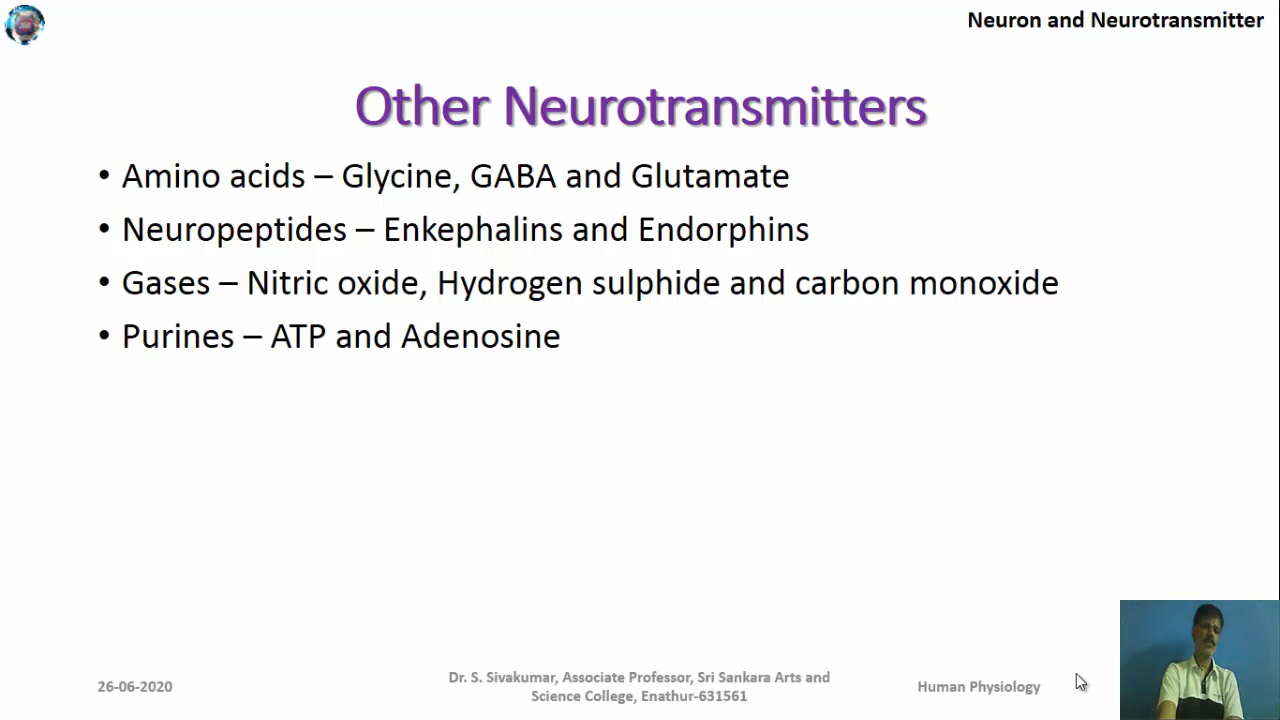 Neuron and Neurotransmitter
Other Neurotransmitters
• Amino acids – Glycine, GABA and Glutamate
• Neuropeptides – Enkephalins and Endorphins
• Gases – Nitric oxide, Hydrogen sulphide and carbon monoxide
• Purines – ATP and Adenosine
26-06-2020
Dr. S. Sivakumar, Associate Professor, Sri Sankara Arts and
Science College, Enathur-631561
Human Physiology